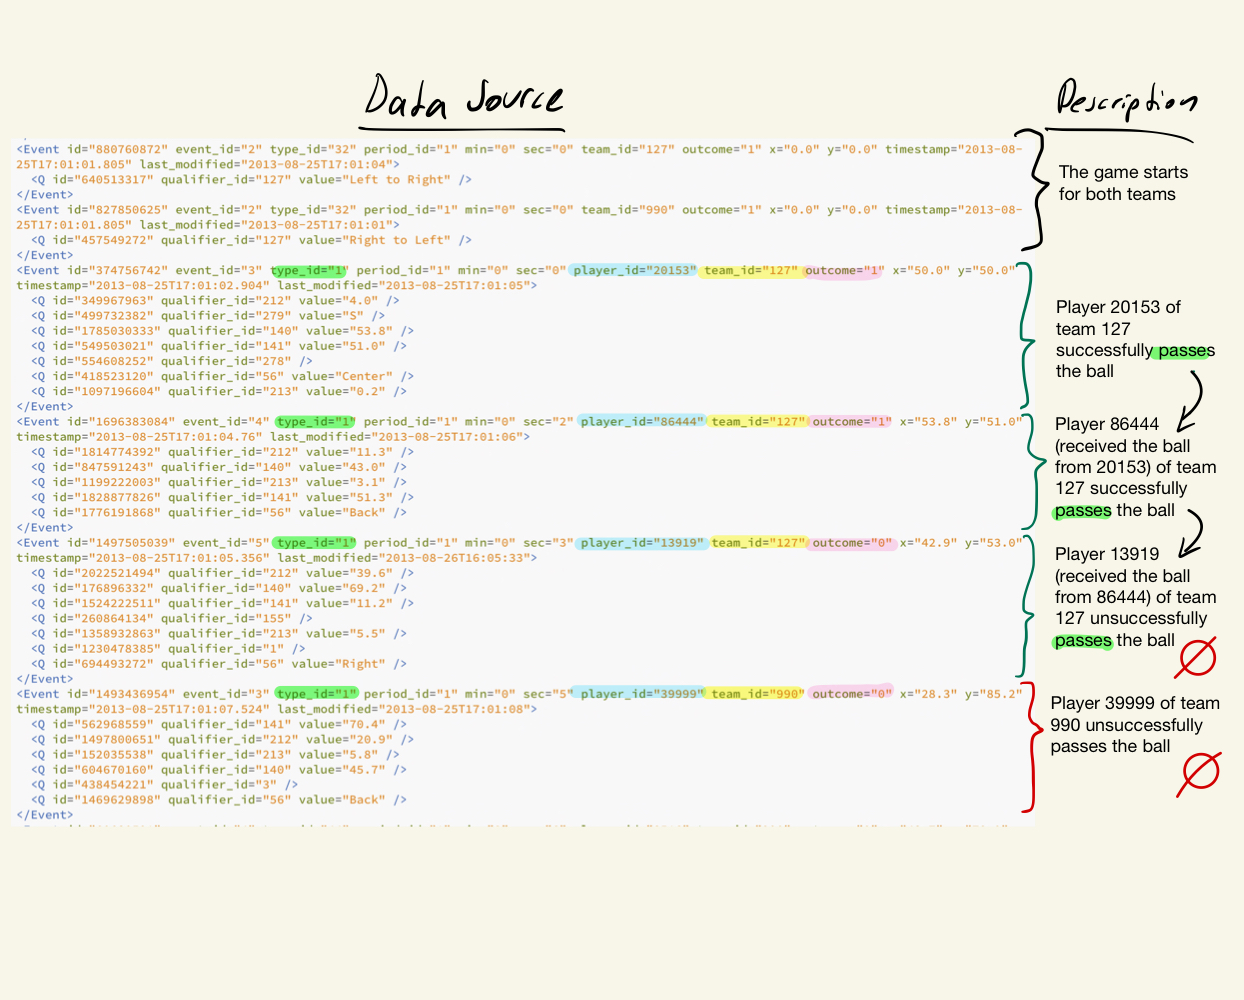 Data Source
Description
<Event id="880760872" event_id="2" type_id="32" period_id="1" min="0" sec="0" team_id="127" outcome="1" x="0.0" y="0.0" timestamp="2013-08-
25T17:01:01.805" last_modified="2013-08-25T17:01:04">
<Q id="640513317" qualifier_id="127" value="Left to Right" />
</Event>
<Event id="827850625" event_id="2" type_id="32" period_id="1" min="0" sec="0" team_id="990" outcome="1" x="0.0" y="0.0" timestamp="2013-08-
25T17:01:01.805" last_modified="2013-08-25T17:01:01">
<Q id="457549272" qualifier_id="127" value="Right to Left" />
</Event>
The game starts
for both teams
<Event id="374756742" event_id="3" type_id="1" period_id="1" min="0" sec="0" player_id="20153" team_id="127" outcome="1" x="50.0" y="50.0"
timestamp="2013-08-25T17:01:02.904" last_modified="2013-08-25T17:01:05">
<Q id="349967963" qualifier_id="212" value="4.0" />
<Q id="499732382" qualifier_id="279" value="S" />
<Q id="1785030333" qualifier_id="140" value="53.8" />
<Q id="549503021" qualifier_id="141" value="51.0" />
<Q id="554608252" qualifier_id="278" />
<Q id="418523120" qualifier_id="56" value="Center" />
<Q id="1097196604" qualifier_id="213" value="0.2" />
</Event>
Player 20153 of
team 127
successfully passes
the ball
<Event id="1696383084" event_id="4" type_id="1" period_id="1" min="0" sec="2" player_id="86444" team_id="127" outcome="1" x="53.8" y="51.0"
timestamp="2013-08-25T17:01:04.76" last_modified="2013-08-25T17:01:06">
<Q id="1814774392" qualifier_id="212" value="11.3" />
<Q id="847591243" qualifier_id="140" value="43.0" />
<Q id="1199222003" qualifier_id="213" value="3.1" />
<Q id="1828877826" qualifier_id="141" value="51.3" />
<Q id="1776191868" qualifier_id="56" value="Back" />
</Event>
Player 86444
(received the ball
from 20153) of team
127 successfully
passes the ball
<Event id="1497505039" event_id="5" type_id="1" period_id="1" min="0" sec="3" player_id="13919" team_id="127" outcome="0" x="42.9" y="53.0"
timestamp="2013-08-25T17:01:05.356" last_modified="2013-08-26T16:05:33">
<Q id="2022521494" qualifier_id="212" value="39.6" />
<Q id="176896332" qualifier_id="140" value="69.2" />
<Q id="1524222511" qualifier_id="141" value="11.2" />
<Q id="260864134" qualifier_id="155" />
<Q id="1358932863" qualifier_id="213" value="5.5" />
<Q id="1230478385" qualifier_id="1" />
<Q id="694493272" qualifier_id="56" value="Right" />
</Event>
Player 13919
(received the ball
from 86444) of team
127 unsuccessfully
passes the ball
<Event id="1493436954" event_id="3" type_id="1" period_id="1" min="0" sec="5" player_id="39999" team_id="990" outcome="0" x="28.3" y="85.2"
timestamp="2013-08-25T17:01:07.524" last_modified="2013-08-25T17:01:08">
<Q id="562968559" qualifier_id="141" value="70.4" />
<Q id="1497800651" qualifier_id="212" value="20.9" />
<Q id="152035538" qualifier_id="213" value="5.8" />
<Q id="604670160" qualifier_id="140" value="45.7" />
<Q id="438454221" qualifier_id="3" />
<Q id="1469629898" qualifier_id="56" value="Back" />
</Event>
Player 39999 of team
990 unsuccessfully
passes the ball